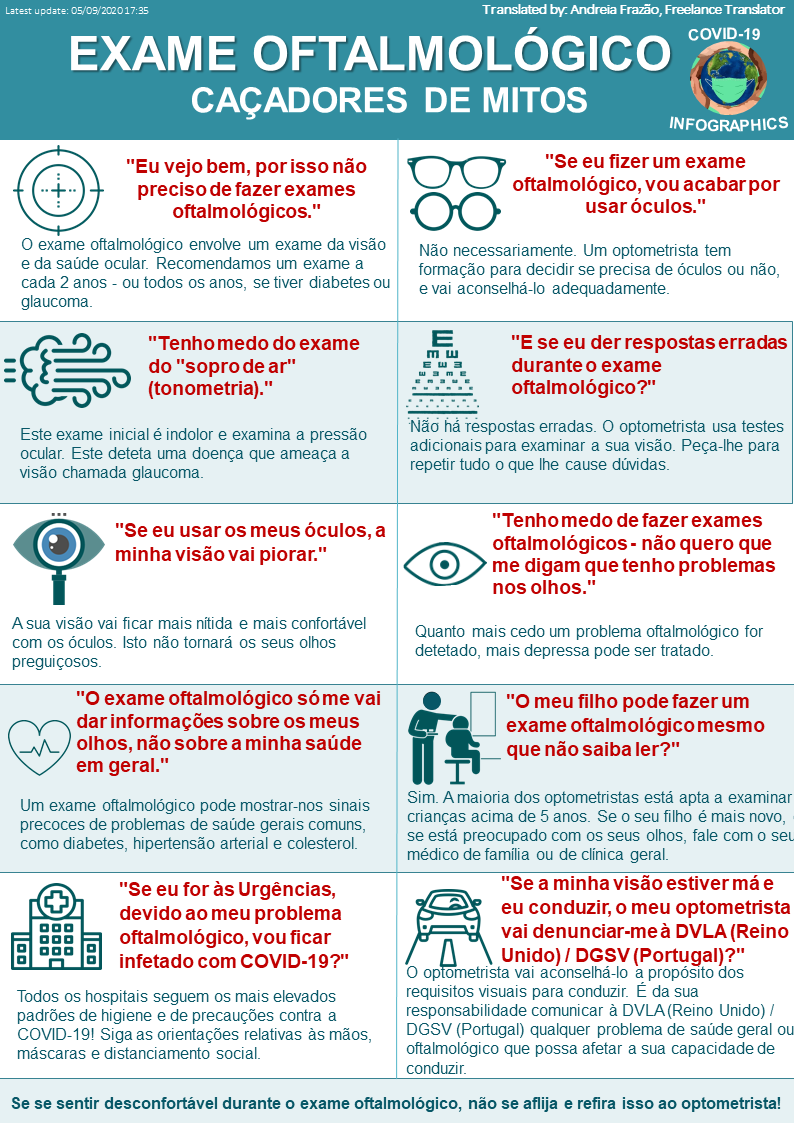 Latest update: 05/09/2020 17:35
Translated by: Andreia Frazão, Freelance Translator
EXAME OFTALMOLÓGICO
CAÇADORES DE MITOS
COVID-19
INFOGRAPHICS
"Eu vejo bem, por isso não
preciso de fazer exames
oftalmológicos."
O exame oftalmológico envolve um exame da visão
e da saúde ocular. Recomendamos um exame a
cada 2 anos - ou todos os anos, se tiver diabetes ou
glaucoma.
"Se eu fizer um exame
oftalmológico, vou acabar por
usar óculos."
Não necessariamente. Um optometrista tem
formação para decidir se precisa de óculos ou não,
e vai aconselhá-lo adequadamente.
"Tenho medo do exame
do "sopro de ar"
(tonometria)."
Este exame inicial é indolor e examina a pressão
ocular. Este deteta uma doença que ameaça a
visão chamada glaucoma.
"E se eu der respostas erradas
durante o exame
oftalmológico?"
Não há respostas erradas. O optometrista usa testes
adicionais para examinar a sua visão. Peça-lhe para
repetir tudo o que lhe cause dúvidas.
"Se eu usar os meus óculos, a
minha visão vai piorar."
A sua visão vai ficar mais nítida e mais confortável
com os óculos. Isto não tornará os seus olhos
preguiçosos.
"Tenho medo de fazer exames
oftalmológicos - não quero que
me digam que tenho problemas
nos olhos."
Quanto mais cedo um problema oftalmológico for
detetado, mais depressa pode ser tratado.
"O exame oftalmológico só me vai
dar informações sobre os meus
olhos, não sobre a minha saúde
em geral."
Um exame oftalmológico pode mostrar-nos sinais
precoces de problemas de saúde gerais comuns,
como diabetes, hipertensão arterial e colesterol.
"O meu filho pode fazer um
exame oftalmológico mesmo
que não saiba ler?"
Sim. A maioria dos optometristas está apta a examinar
crianças acima de 5 anos. Se o seu filho é mais novo,
se está preocupado com os seus olhos, fale com o seu
médico de família ou de clínica geral.
"Se eu for às Urgências,
devido ao meu problema
oftalmológico, vou ficar
infetado com COVID-19?"
Todos os hospitais seguem os mais elevados
padrões de higiene e de precauções contra a
COVID-19! Siga as orientações relativas às mãos,
máscaras e distanciamento social.
"Se a minha visão estiver má e
eu conduzir, o meu optometrista
vai denunciar-me à DVLA (Reino
Unido) / DGSV (Portugal)?"
O optometrista vai aconselhá-lo a propósito dos
requisitos visuais para conduzir. É da sua
responsabilidade comunicar à DVLA (Reino Unido) /
DGSV (Portugal) qualquer problema de saúde geral ou
oftalmológico que possa afetar a sua capacidade de
conduzir.
Se se sentir desconfortável durante o exame oftalmológico, não se aflija e refira isso ao optometrista!